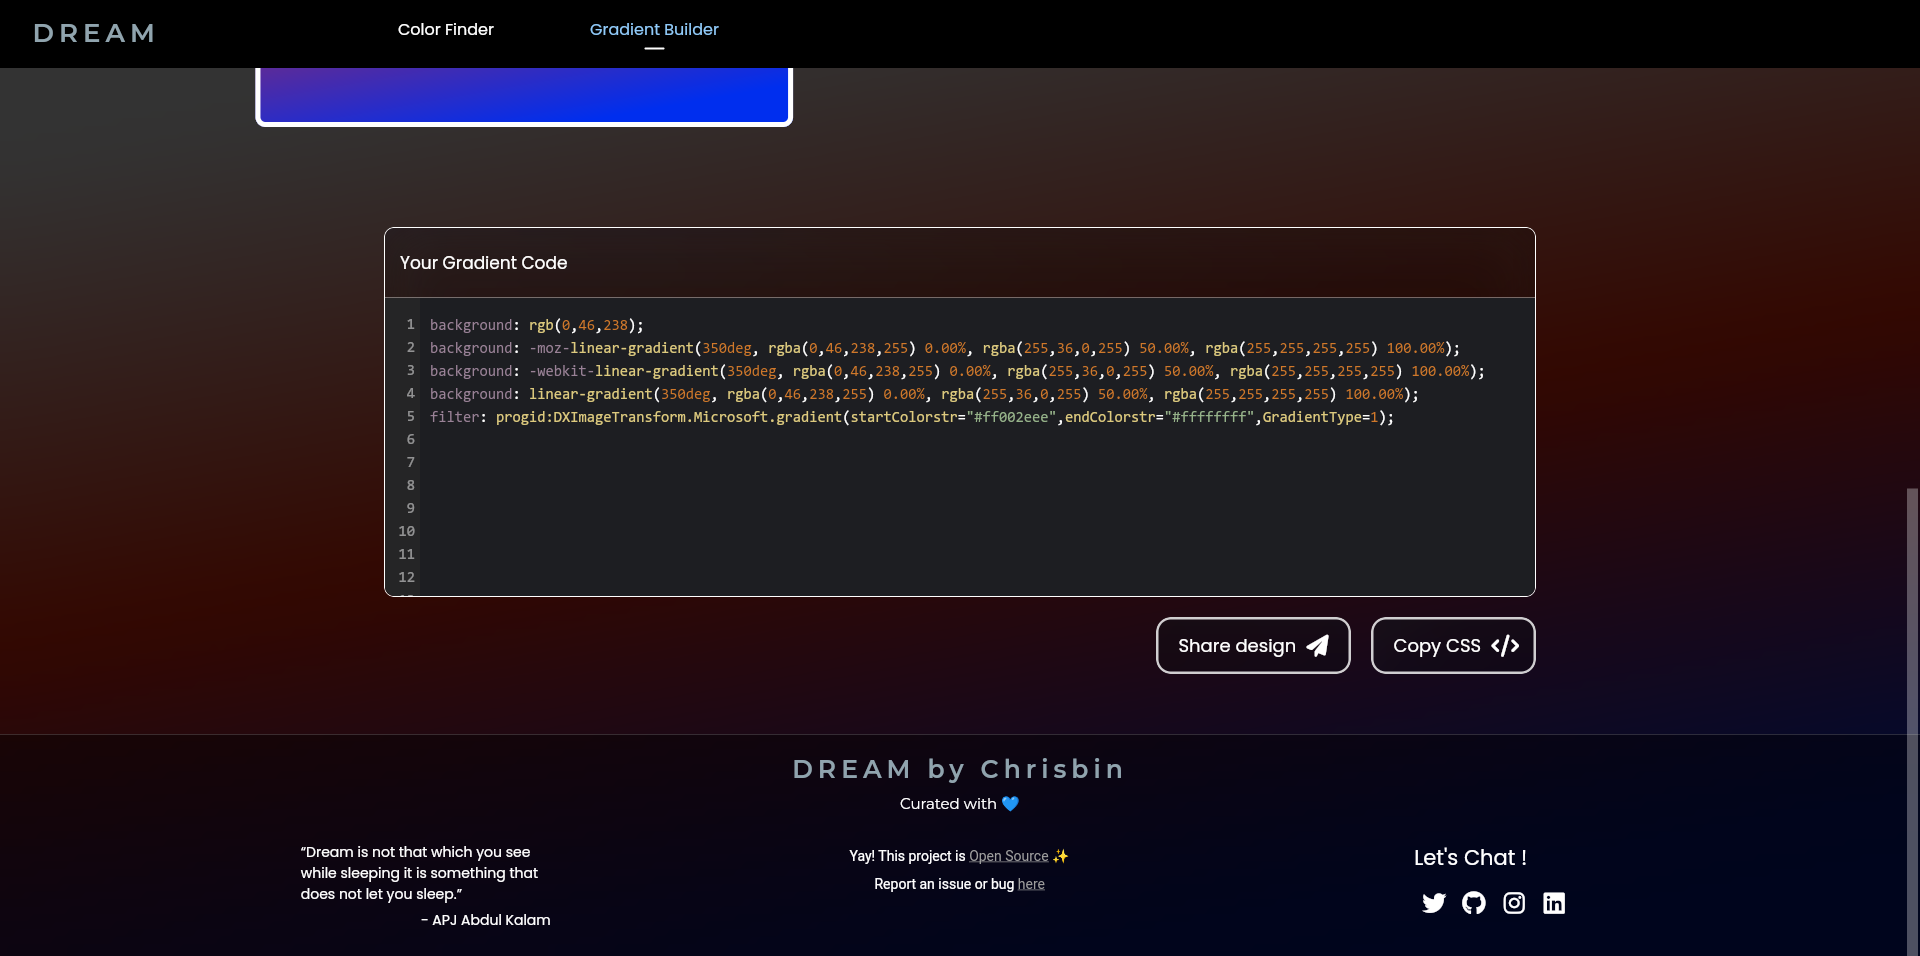 DREAM
Color Finder
Gradient Builder
Your Gradient Code
1 background: rgb(0,46,238);
2 background: -moz-linear-gradient(350deg, rgba(0,46,238,255) 0.00%, rgba(255,36,0,255) 50.00%, rgba(255,255,255,255) 100.00%);
3 background: -webkit-linear-gradient(350deg, rgba(0,46,238,255) 0.00%, rgba(255,36,0,255) 50.00%, rgba(255,255,255,255) 100.00%);
4 background: linear-gradient(350deg, rgba(0,46,238,255) 0.00%, rgba(255,36,0,255) 50.00%, rgba(255,255,255,255) 100.00%);
5 filter: progid:DXImageTransform.Microsoft.gradient(startColorstr="#ff002eee",endColorstr="#ffffffff",GradientType=1);
6
7
8
9
10
11
12
Share design
Copy CSS </>
DREAM by Chrisbin
Curated with 💙
“Dream is not that which you see
while sleeping it is something that
does not let you sleep.”
- APJ Abdul Kalam
Yay! This project is Open Source ✨
Report an issue or bug here
Let's Chat !